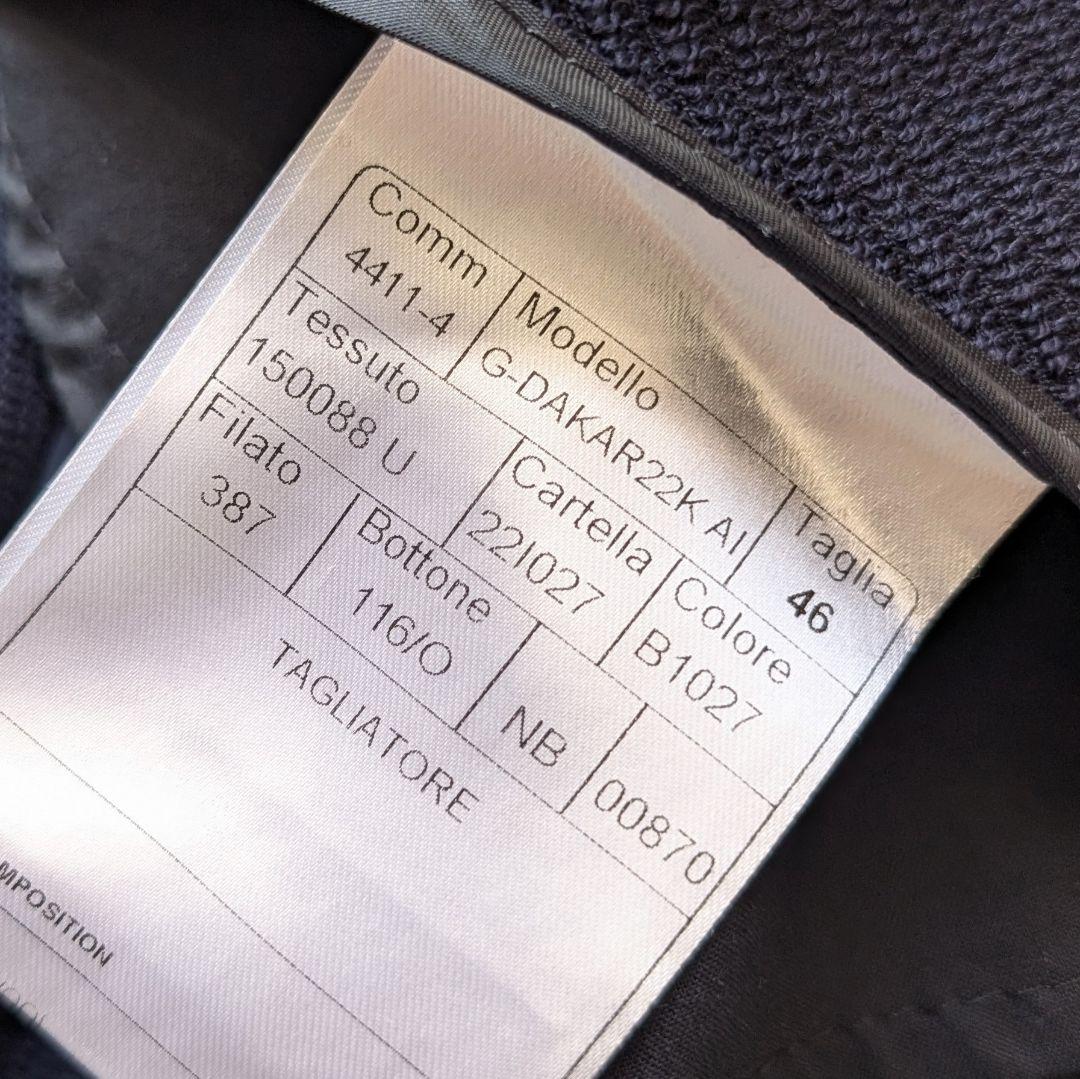 Comm Modello Taglia
4411-4 G-DAKAR22K AI 46
Tessuto Cartella Colore
150088 U 22I027 B1027
Filato Bottone
387 116/O NB 00870
TAGLIATORE
MPOSITION